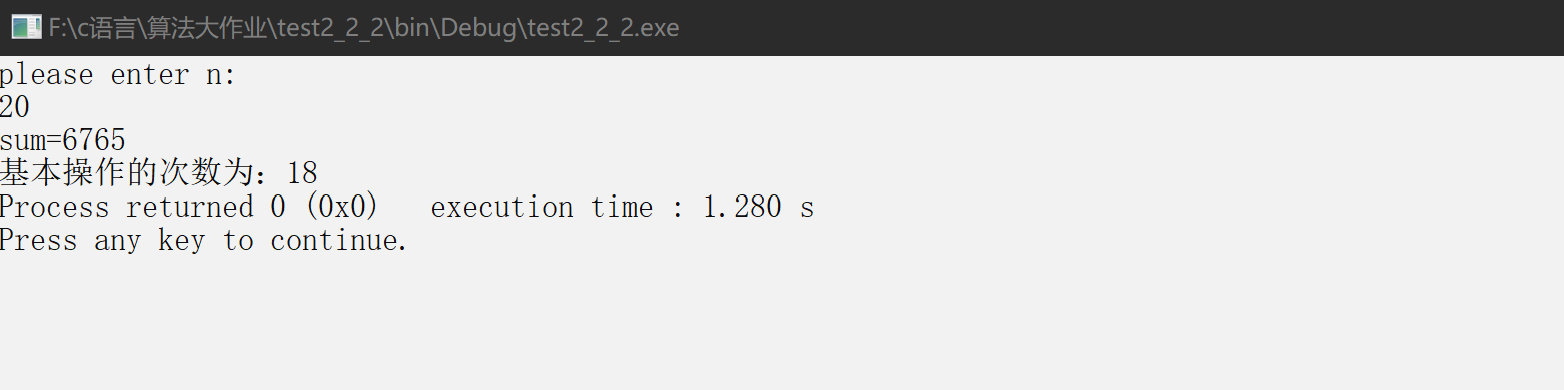 F:\c语言\算法大作业\test2_2_2\bin\Debug\test2_2_2.exe
please enter n:
20
sum=6765
基本操作的次数为：18
Process returned 0 (0x0)   execution time : 1.280 s
Press any key to continue.